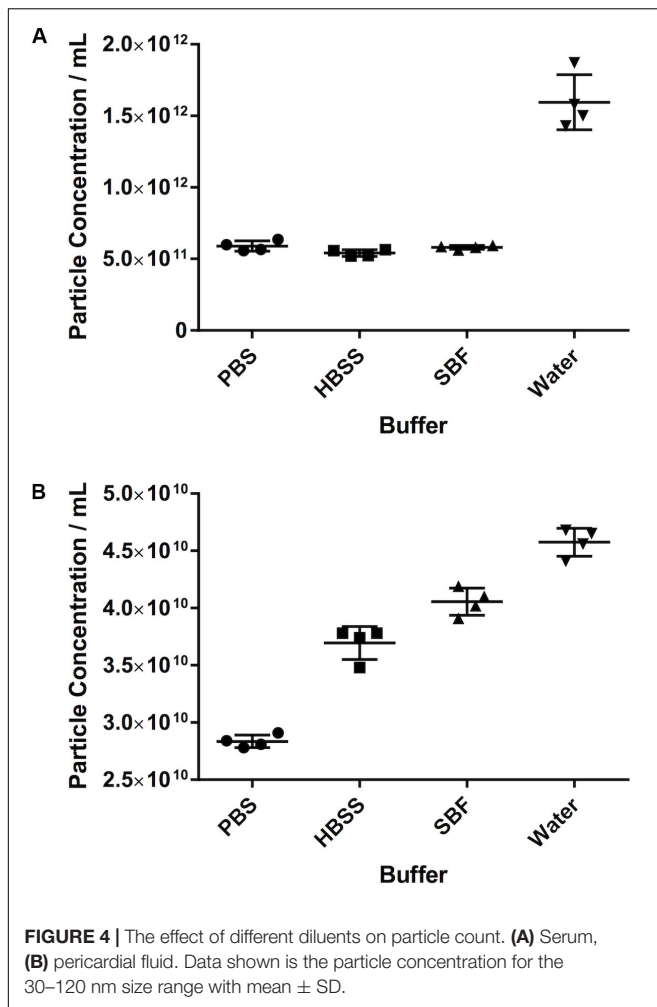 A
Particle Concentration / mL
2.0×10¹²
1.5×10¹²
1.0×10¹²
5.0×10¹¹
0
PBS
HBSS
SBF
Water
Buffer
B
Particle Concentration / mL
5.0×10¹⁰
4.5×10¹⁰
4.0×10¹⁰
3.5×10¹⁰
3.0×10¹⁰
2.5×10¹⁰
PBS
HBSS
SBF
Water
Buffer
FIGURE 4 | The effect of different diluents on particle count. (A) Serum,
(B) pericardial fluid. Data shown is the particle concentration for the
30–120 nm size range with mean ± SD.